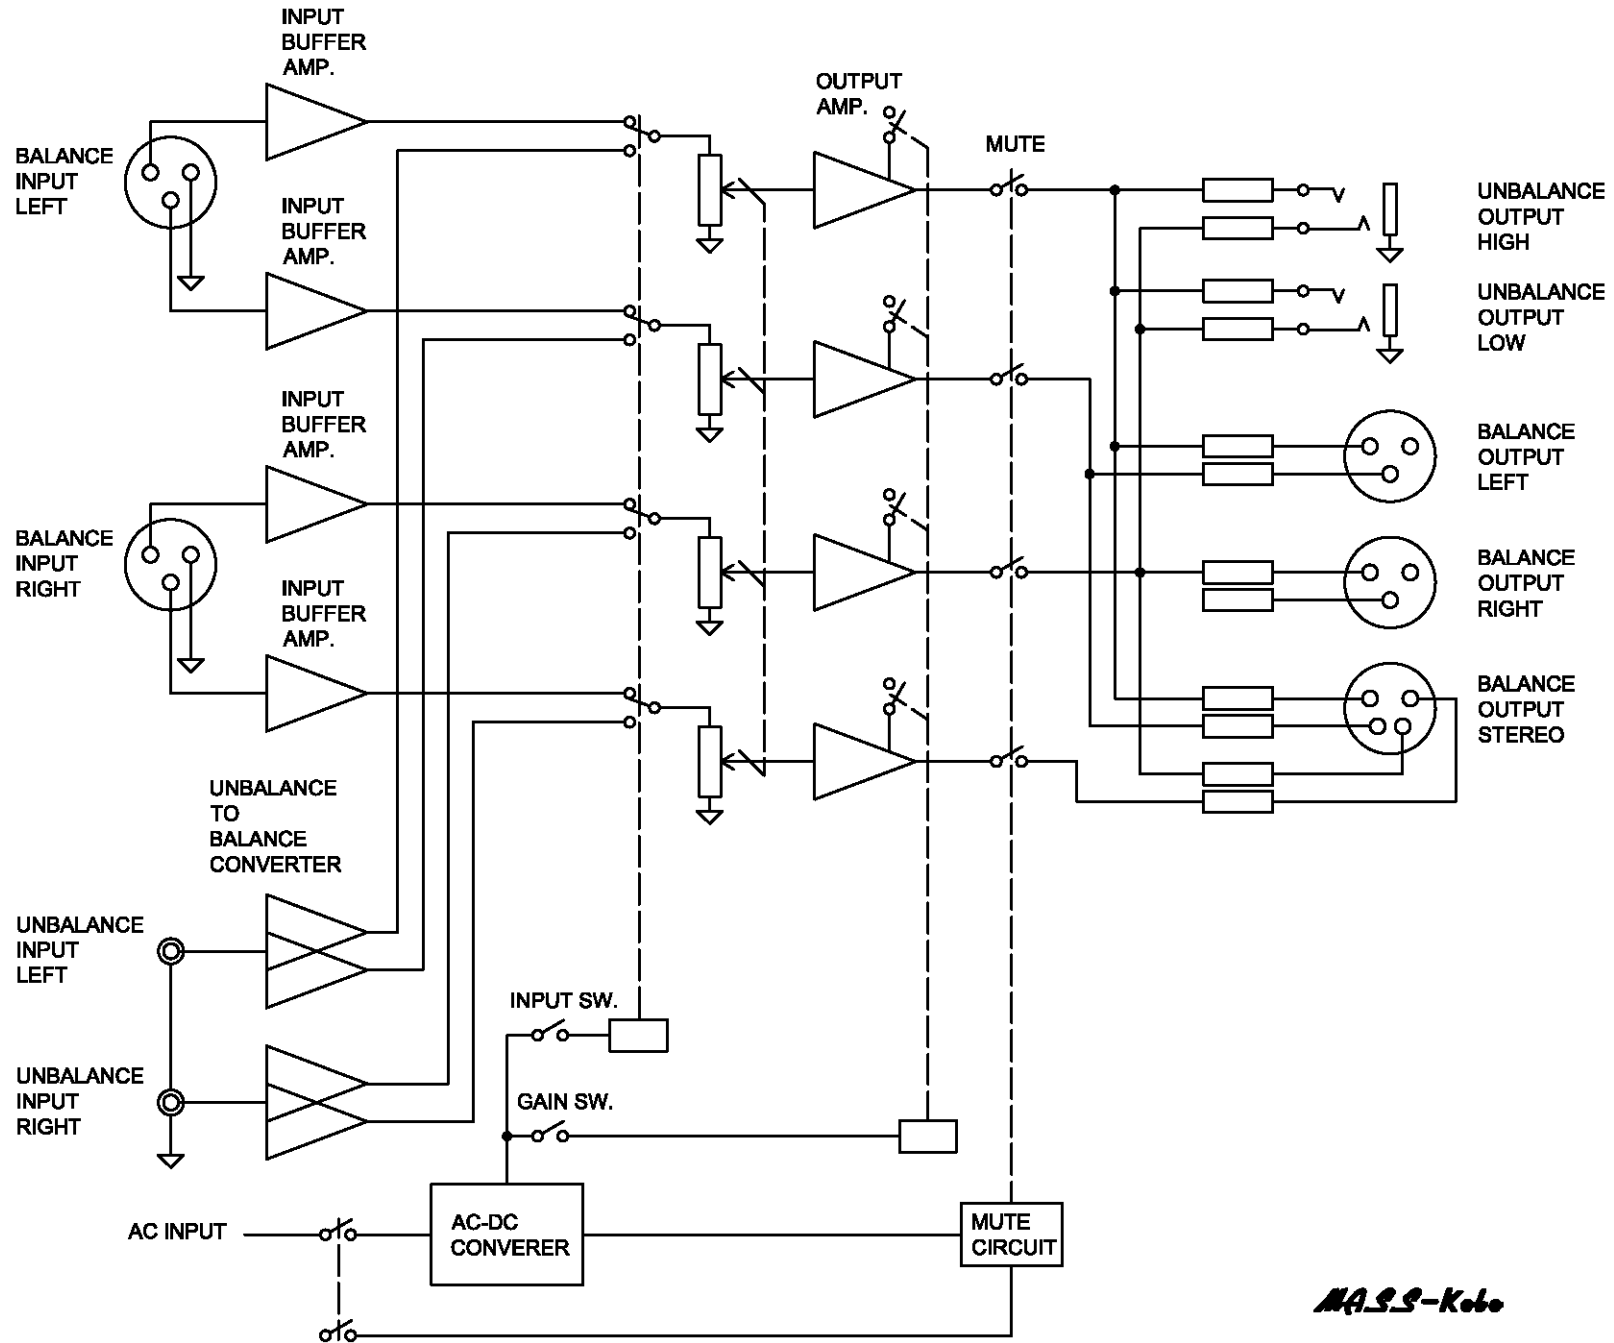 INPUT
BUFFER
AMP.
BALANCE
INPUT
LEFT
INPUT
BUFFER
AMP.
OUTPUT
AMP.
MUTE
UNBALANCE
OUTPUT
HIGH
UNBALANCE
OUTPUT
LOW
INPUT
BUFFER
AMP.
BALANCE
INPUT
RIGHT
INPUT
BUFFER
AMP.
BALANCE
OUTPUT
LEFT
BALANCE
OUTPUT
RIGHT
BALANCE
OUTPUT
STEREO
UNBALANCE
TO
BALANCE
CONVERTER
UNBALANCE
INPUT
LEFT
UNBALANCE
INPUT
RIGHT
INPUT SW.
GAIN SW.
AC INPUT
AC-DC
CONVERER
MUTE
CIRCUIT
MASS-Kobo